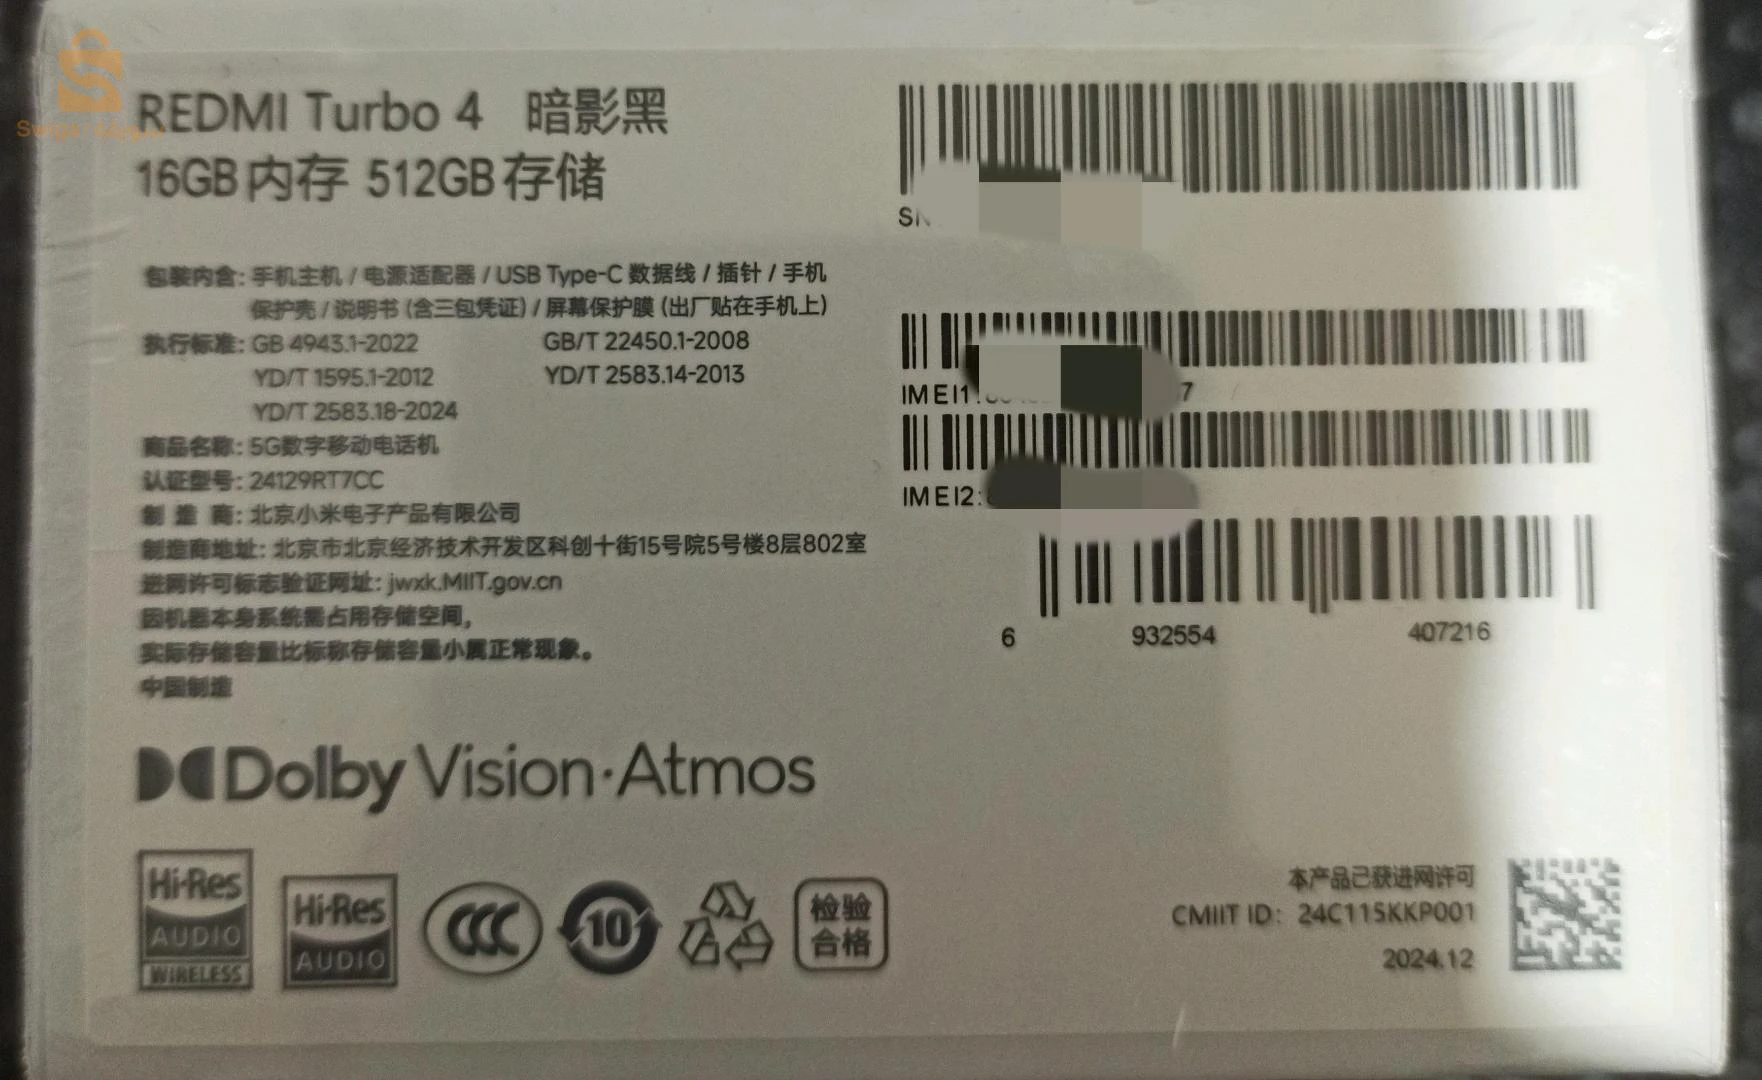 REDMI Turbo 4 暗影黑
16GB内存 512GB存储
包装内含: 手机主机 / 电源适配器 / USB Type-C 数据线 / 插针 / 手机
保护壳 / 说明书 (含三包凭证) / 屏幕保护膜 (出厂贴在手机上)
执行标准: GB 4943.1-2022 GB/T 22450.1-2008
YD/T 1595.1-2012 YD/T 2583.14-2013
YD/T 2583.18-2024
商品名称: 5G数字移动电话机
认证型号: 24129RT7CC
制 造 商: 北京小米电子产品有限公司
制造商地址: 北京市北京经济技术开发区科创十街15号院5号楼8层802室
进网许可标志验证网址: jwxk.MIIT.gov.cn
因机器本身系统需占用存储空间,
实际存储容量比标称存储容量小属正常现象。
中国制造
Dolby Vision·Atmos
Hi-Res
AUDIO
WIRELESS
Hi-Res
AUDIO
CCC
10
检验
合格
SN
IMEI1: 7
IMEI2:
6 932554 407216
本产品已获进网许可
CMIIT ID: 24C115KKP001
2024.12